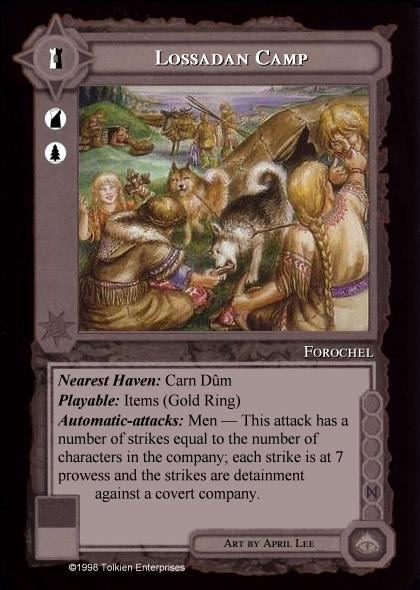 Lossadan Camp
Forochel
Nearest Haven: Carn Dûm
Playable: Items (Gold Ring)
Automatic-attacks: Men — This attack has a
number of strikes equal to the number of
characters in the company; each strike is at 7
prowess and the strikes are detainment
against a covert company.
Art by April Lee
©1998 Tolkien Enterprises